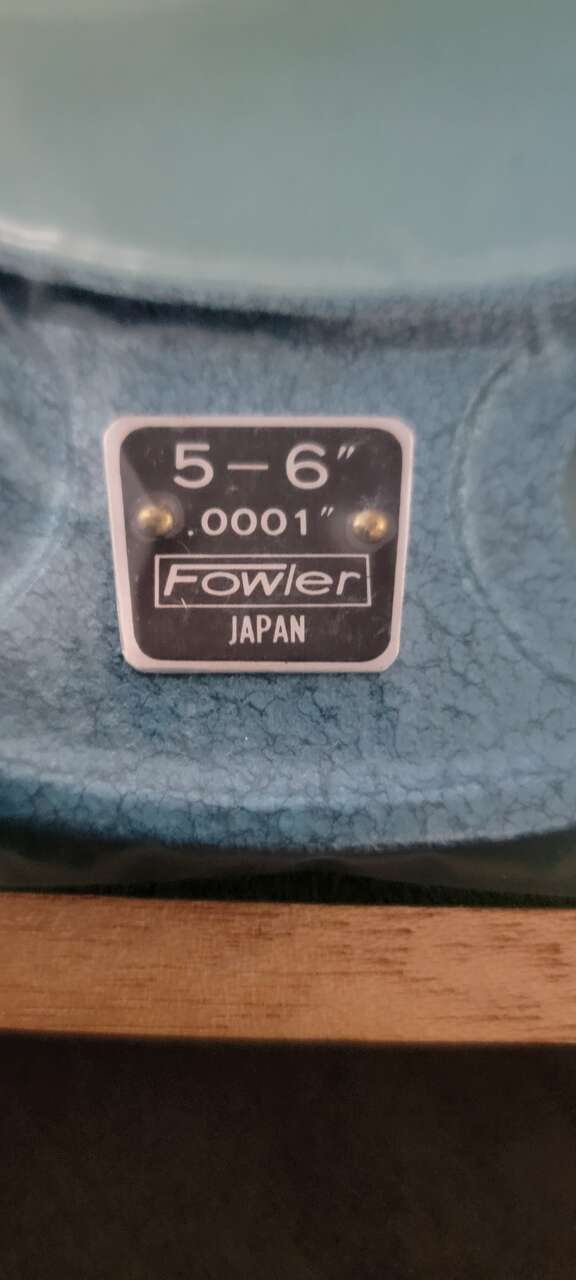 5-6"
.0001"
Fowler
JAPAN